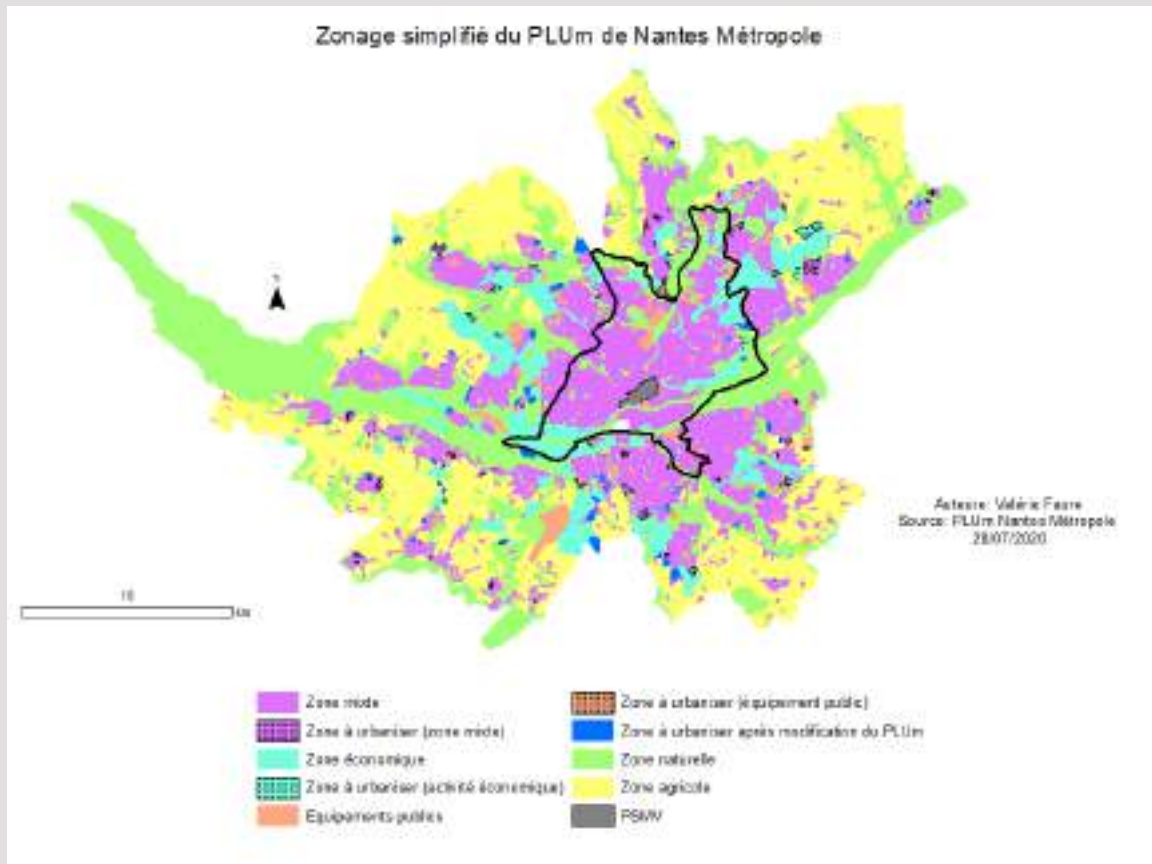 Zonage simplifié du PLUm de Nantes Métropole
Auteure: Valérie Faure
Source: PLUm Nantes Métropole
28/07/2020
10
km
Zone mixte
Zone à urbaniser (zone mixte)
Zone économique
Zone à urbaniser (activité économique)
Equipements publics
Zone à urbaniser (équipement public)
Zone à urbaniser après modification du PLUm
Zone naturelle
Zone agricole
PSMV